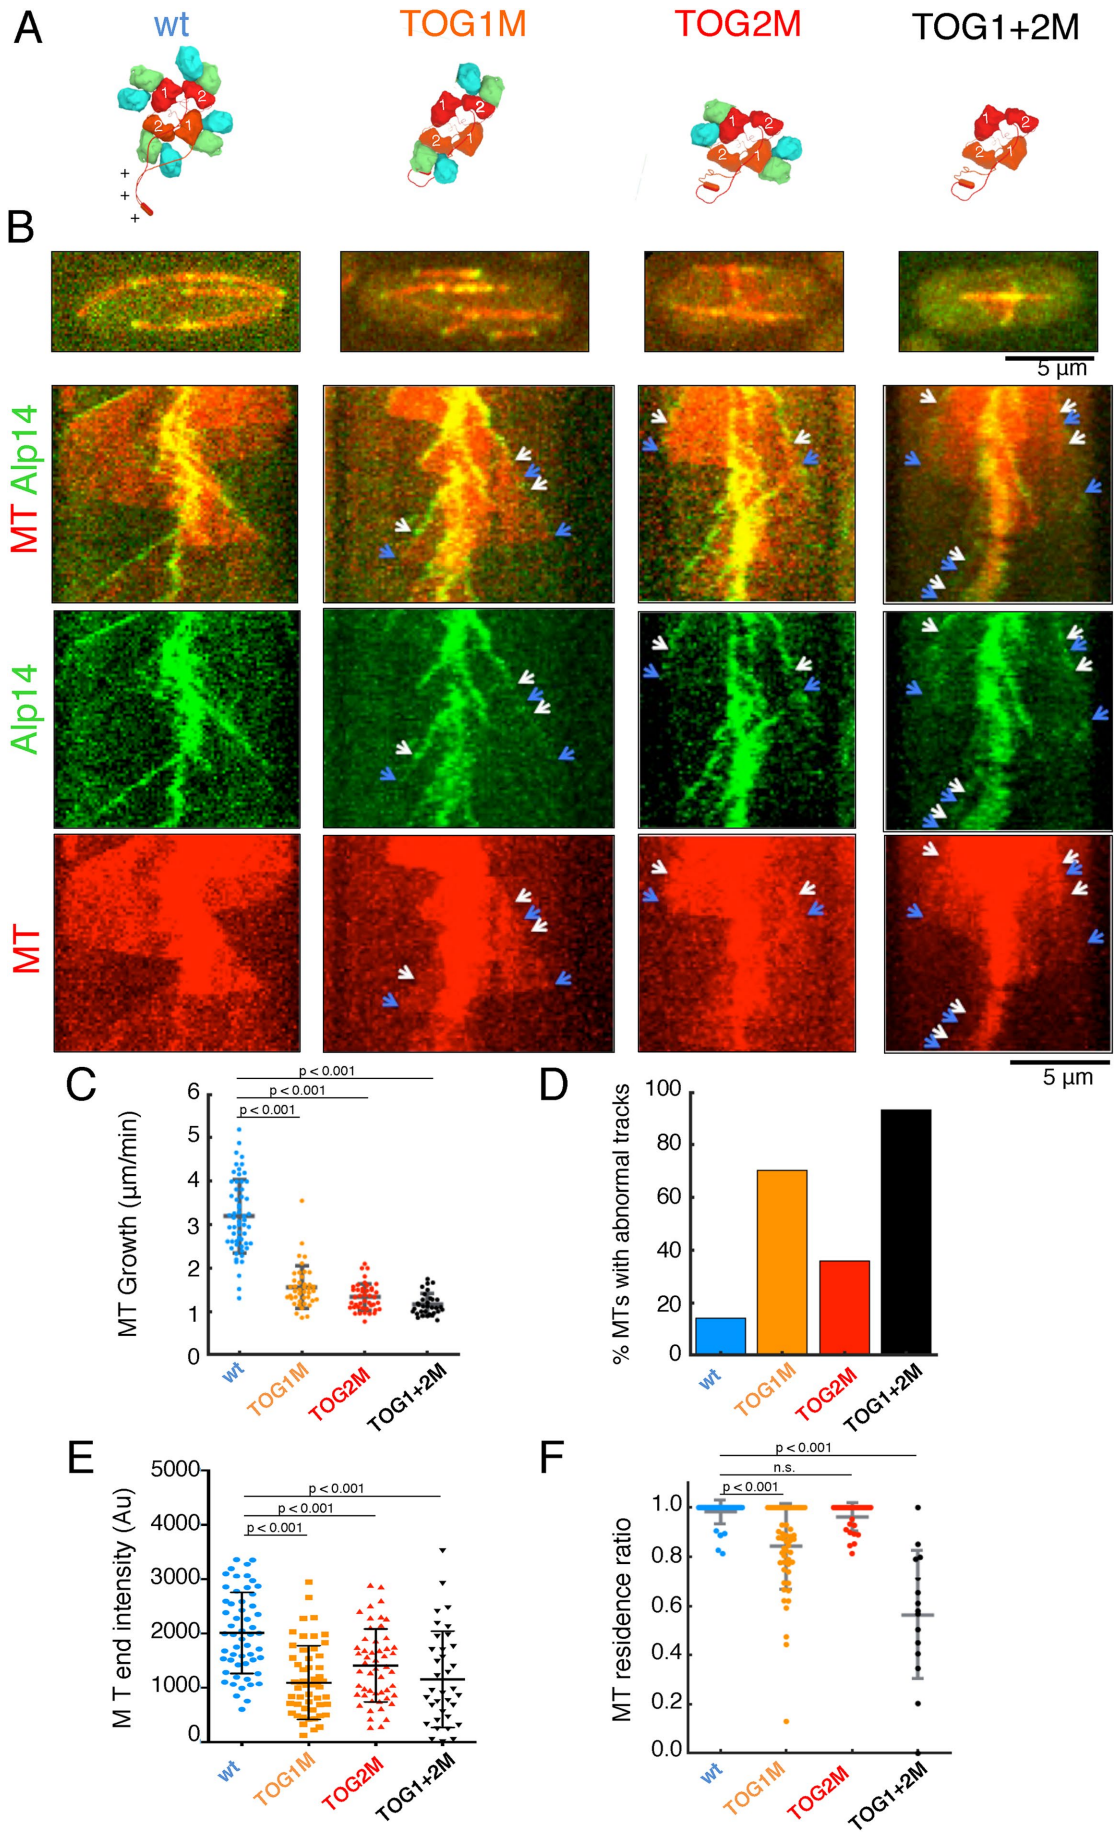 A
wt
TOG1M
TOG2M
TOG1+2M
1 2
2 1
+
+
+
1 2
2 1
1 2
2 1
1 2
2 1
B
5 µm
MT Alp14
Alp14
MT
5 µm
C
p < 0.001
p < 0.001
p < 0.001
MT Growth (µm/min)
6
5
4
3
2
1
0
wt
TOG1M
TOG2M
TOG1+2M
D
% MTs with abnormal tracks
100
80
60
40
20
0
wt
TOG1M
TOG2M
TOG1+2M
E
p < 0.001
p < 0.001
p < 0.001
M T end intensity (Au)
5000
4000
3000
2000
1000
0
wt
TOG1M
TOG2M
TOG1+2M
F
p < 0.001
n.s.
p < 0.001
MT residence ratio
1.0
0.8
0.6
0.4
0.2
0.0
wt
TOG1M
TOG2M
TOG1+2M